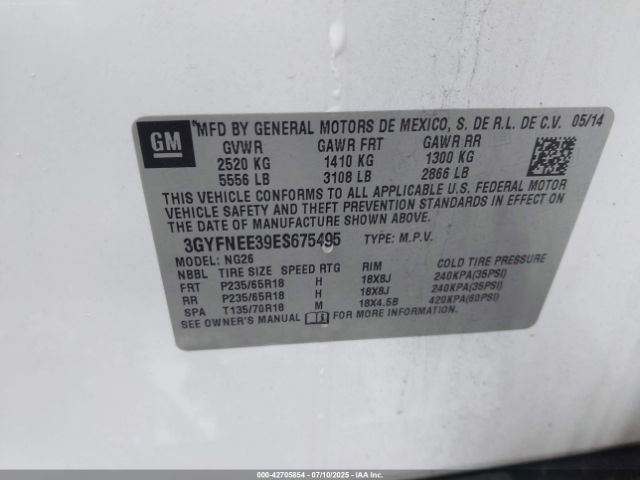 GM
MFD BY GENERAL MOTORS DE MEXICO, S. DE R.L. DE C.V. 05/14
GVWR GAWR FRT GAWR RR
2520 KG 1410 KG 1300 KG
5556 LB 3108 LB 2866 LB
THIS VEHICLE CONFORMS TO ALL APPLICABLE U.S. FEDERAL MOTOR
VEHICLE SAFETY AND THEFT PREVENTION STANDARDS IN EFFECT
ON THE DATE OF MANUFACTURE SHOWN ABOVE.
3GYFNEE39ES675495 TYPE: M.P.V.
MODEL: NG26
NBBL TIRE SIZE SPEED RTG RIM COLD TIRE PRESSURE
FRT P235/65R18 H 18X8J 240KPA(35PSI)
RR P235/65R18 H 18X8J 240KPA(35PSI)
SPA T135/70R18 M 18X4.5B 420KPA(60PSI)
SEE OWNER'S MANUAL FOR MORE INFORMATION.
000-42705854 | 07/10/2025 | IAA.com